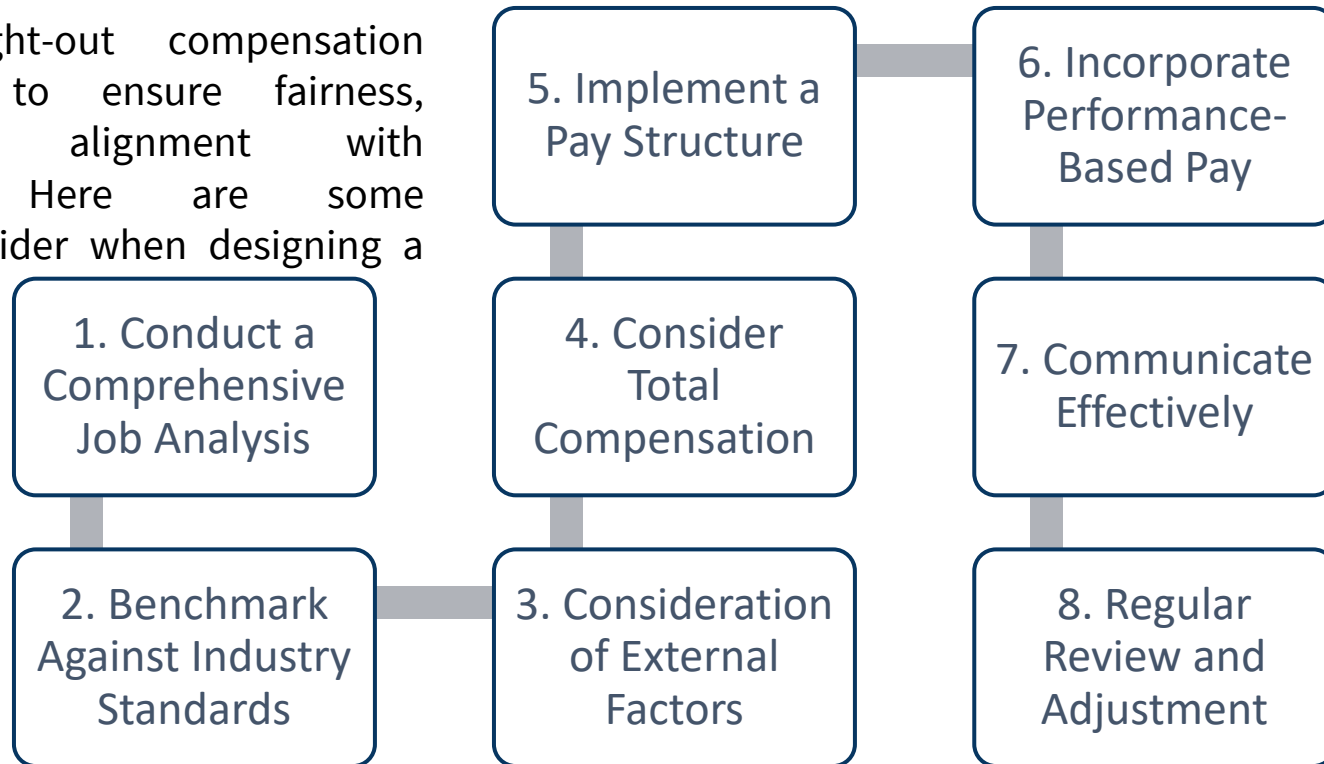 ght-out compensation
to ensure fairness,
alignment with
Here are some
ider when designing a
1. Conduct a
Comprehensive
Job Analysis
2. Benchmark
Against Industry
Standards
3. Consideration
of External
Factors
4. Consider
Total
Compensation
5. Implement a
Pay Structure
6. Incorporate
Performance-
Based Pay
7. Communicate
Effectively
8. Regular
Review and
Adjustment